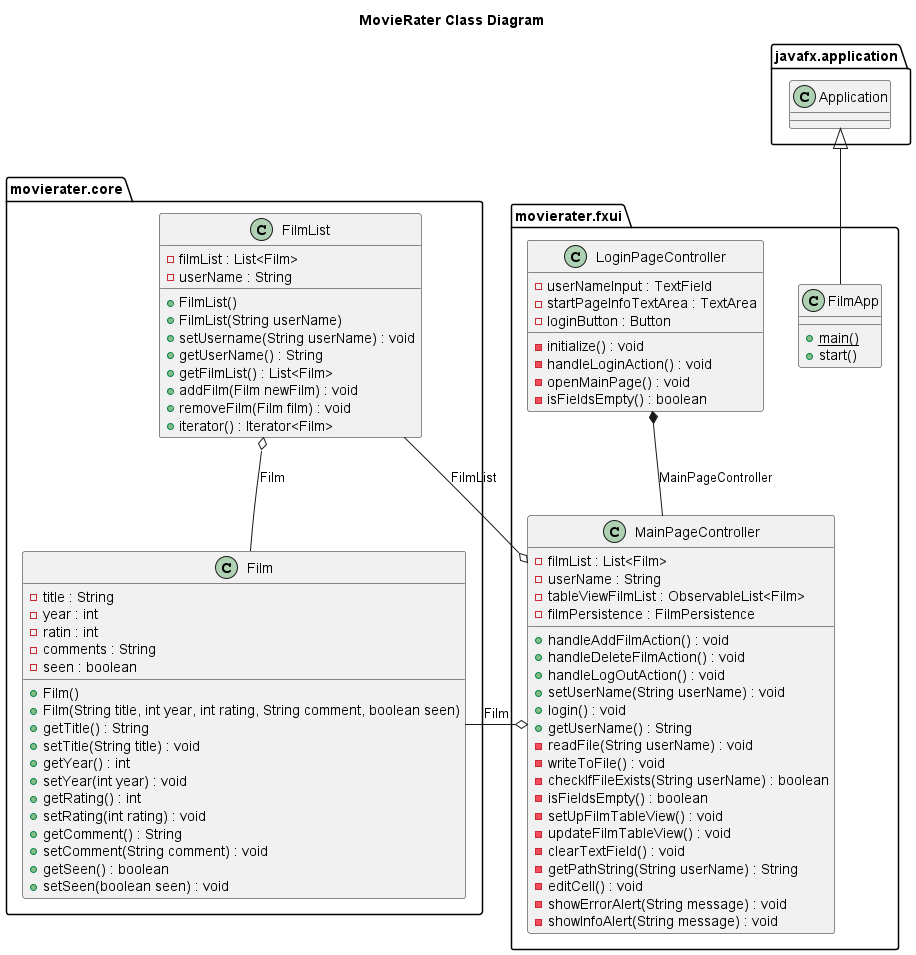 MovieRater Class Diagram
javafx.application
C Application
movierater.core
C FilmList
filmList : List<Film>
userName : String
FilmList()
FilmList(String userName)
setUsername(String userName) : void
getUserName() : String
getFilmList() : List<Film>
addFilm(Film newFilm) : void
removeFilm(Film film) : void
iterator() : Iterator<Film>
movierater.fxui
C LoginPageController
userNameInput : TextField
startPageInfoTextArea : TextArea
loginButton : Button
initialize() : void
handleLoginAction() : void
openMainPage() : void
isFieldsEmpty() : boolean
C FilmApp
main()
start()
Film
FilmList
MainPageController
C Film
title : String
year : int
ratin : int
comments : String
seen : boolean
Film()
Film(String title, int year, int rating, String comment, boolean seen)
getTitle() : String
setTitle(String title) : void
getYear() : int
setYear(int year) : void
getRating() : int
setRating(int rating) : void
getComment() : String
setComment(String comment) : void
getSeen() : boolean
setSeen(boolean seen) : void
Film
C MainPageController
filmList : List<Film>
userName : String
tableViewFilmList : ObservableList<Film>
filmPersistence : FilmPersistence
handleAddFilmAction() : void
handleDeleteFilmAction() : void
handleLogOutAction() : void
setUserName(String userName) : void
login() : void
getUserName() : String
readFile(String userName) : void
writeToFile() : void
checkIfFileExists(String userName) : boolean
isFieldsEmpty() : boolean
setUpFilmTableView() : void
updateFilmTableView() : void
clearTextField() : void
getPathString(String userName) : String
editCell() : void
showErrorAlert(String message) : void
showInfoAlert(String message) : void